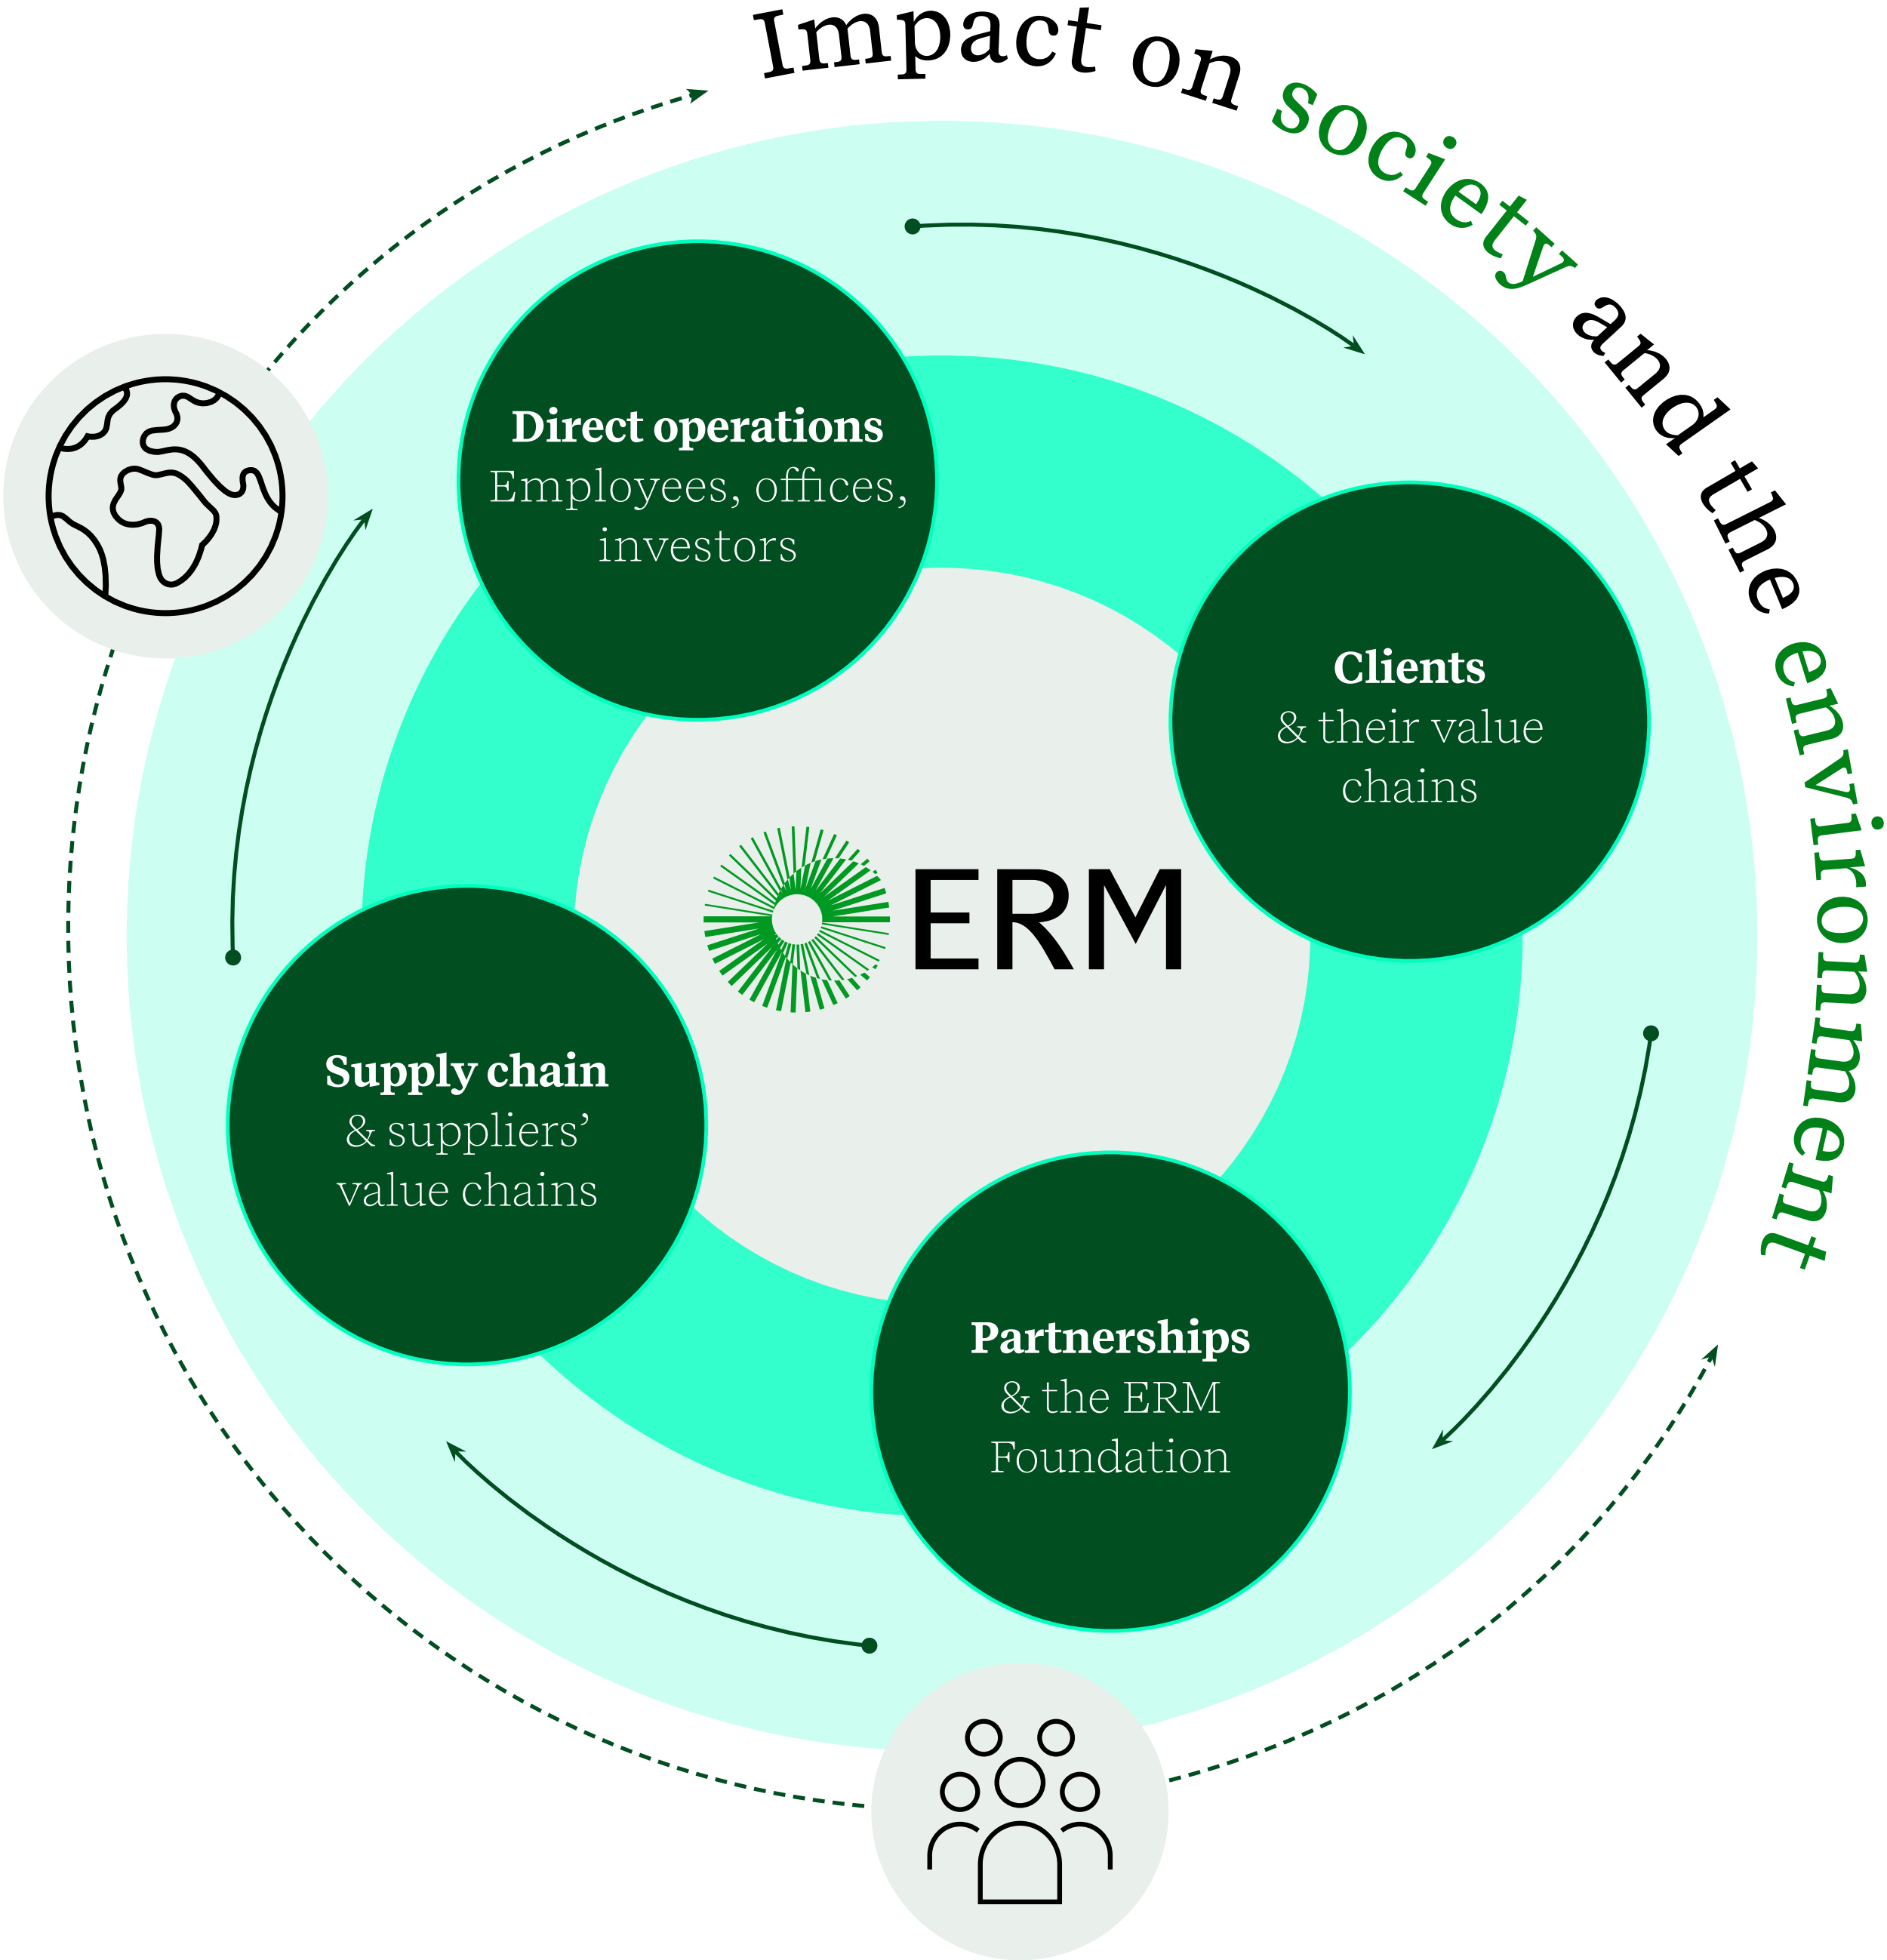 Impact on society and the environment
Direct operations
Employees, offices,
investors
Clients
& their value
chains
ERM
Supply chain
& suppliers’
value chains
Partnerships
& the ERM
Foundation